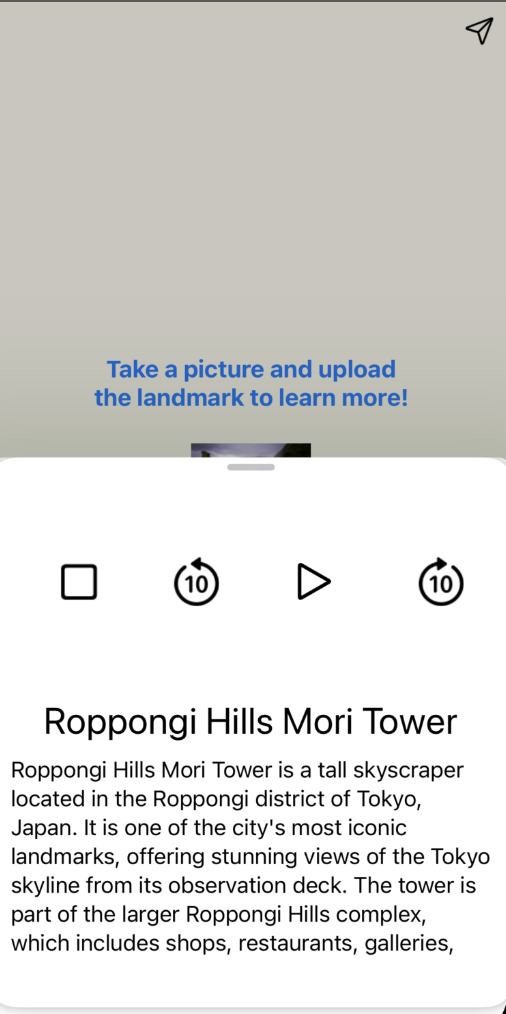 Take a picture and upload
the landmark to learn more!
10
10
Roppongi Hills Mori Tower
Roppongi Hills Mori Tower is a tall skyscraper
located in the Roppongi district of Tokyo,
Japan. It is one of the city's most iconic
landmarks, offering stunning views of the Tokyo
skyline from its observation deck. The tower is
part of the larger Roppongi Hills complex,
which includes shops, restaurants, galleries,